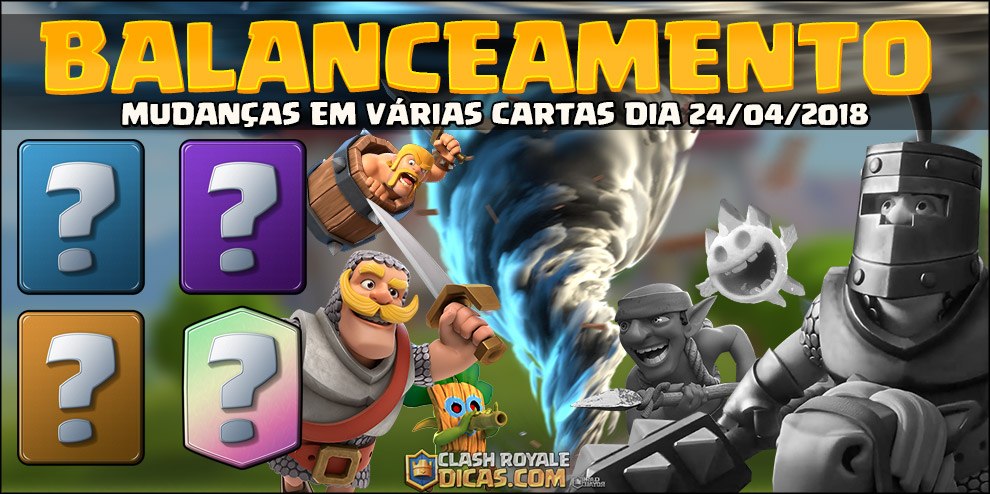 BALANCEAMENTO
MUDANÇAS EM VÁRIAS CARTAS DIA 24/04/2018
?
?
?
?
CLASH ROYALE
DICAS.COM